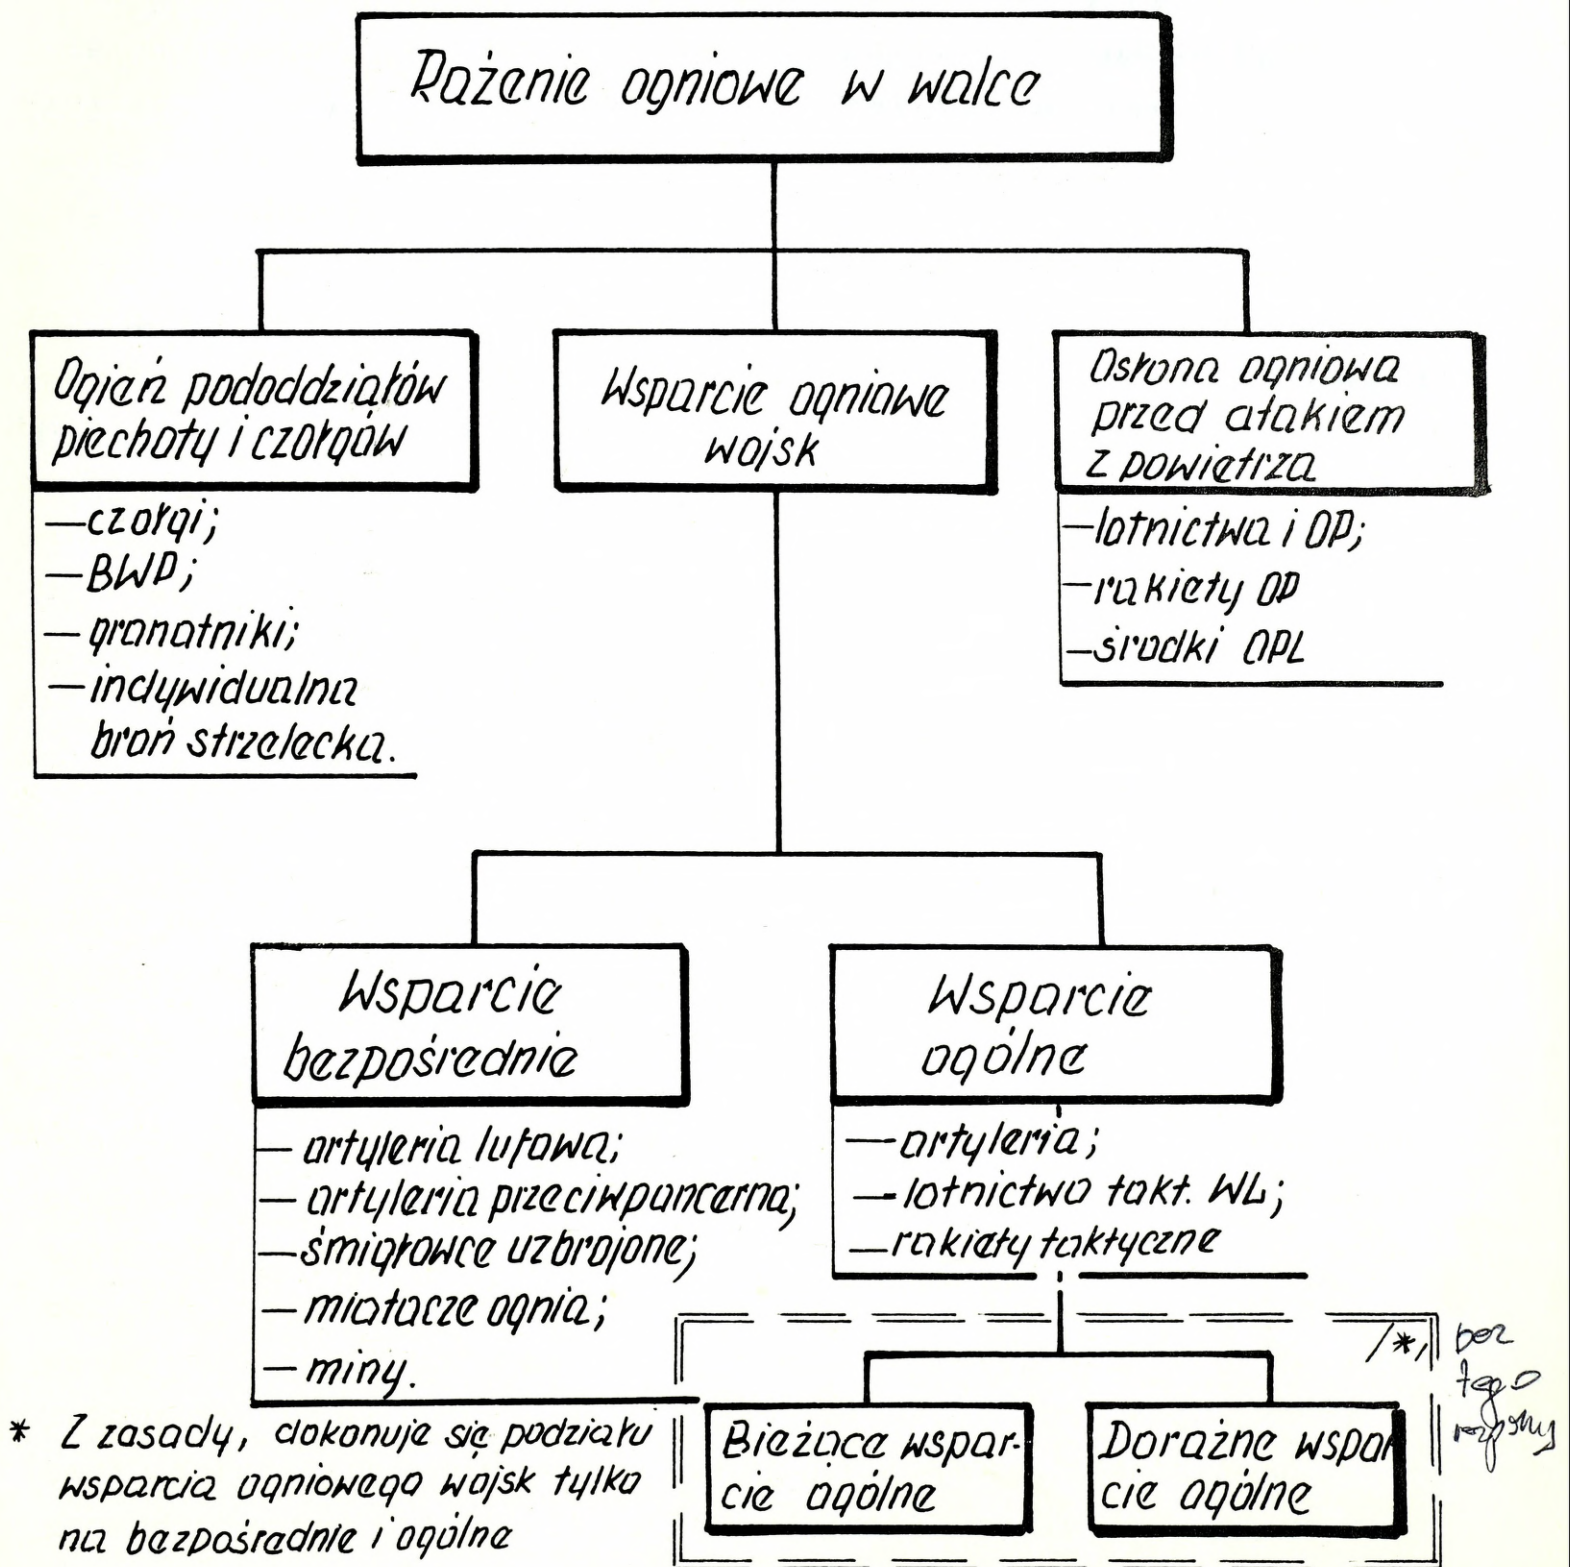 Rażenie ogniowe w walce
Ogień pododdziałów
piechoty i czołgów
—czołgi;
—BWP;
—granatniki;
—indywidualna
broń strzelecka.
Wsparcie ogniowe
wojsk
Osłona ogniowa
przed atakiem
z powietrza
—lotnictwa i OP;
—rakiety OP
—środki OPL
Wsparcie
bezpośrednie
— artyleria lufowa;
— artyleria przeciwpancerna;
—śmigłowce uzbrojone;
— miotacze ognia;
— miny.
Wsparcie
ogólne
—artyleria;
—lotnictwo takt. WL;
—rakiety taktyczne
/*/
bez
tego
Bieżące wspar-
cie ogólne
Doraźne wspar
cie ogólne
* Z zasady, dokonuje się podziału
wsparcia ogniowego wojsk tylko
na bezpośrednie i ogólne